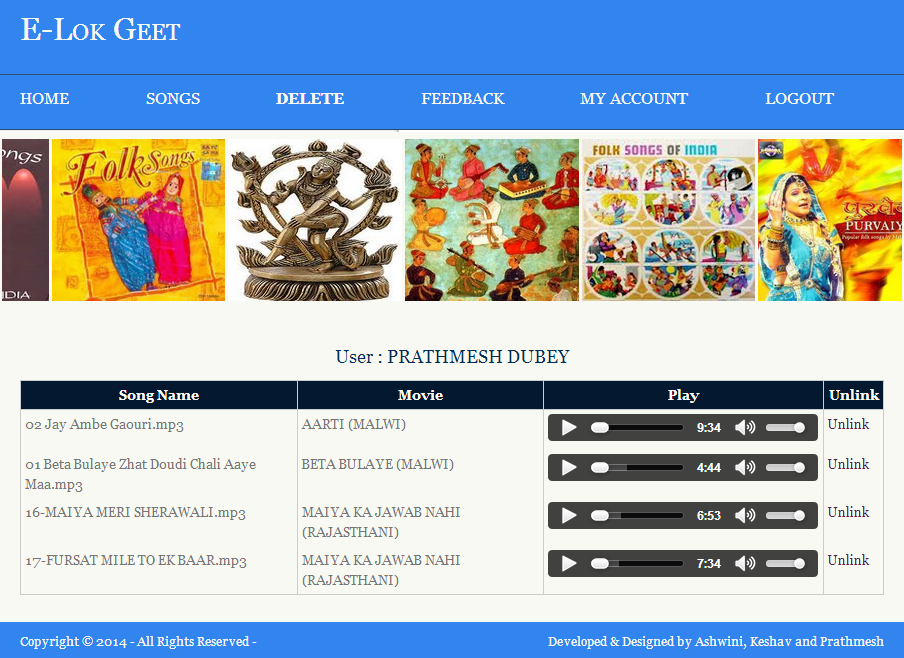 E-Lok Geet
HOME SONGS DELETE FEEDBACK MY ACCOUNT LOGOUT
ongs
DIA
Folk Songs
FOLK SONGS OF INDIA
PURVAIY
User : PRATHMESH DUBEY
Song Name Movie Play Unlink
02 Jay Ambe Gaouri.mp3 AARTI (MALWI) 9:34 Unlink
01 Beta Bulaye Zhat Doudi Chali Aaye BETA BULAYE (MALWI) 4:44 Unlink
Maa.mp3
16-MAIYA MERI SHERAWALI.mp3 MAIYA KA JAWAB NAHI 6:53 Unlink
(RAJASTHANI)
17-FURSAT MILE TO EK BAAR.mp3 MAIYA KA JAWAB NAHI 7:34 Unlink
(RAJASTHANI)
Copyright © 2014 - All Rights Reserved - Developed & Designed by Ashwini, Keshav and Prathmesh